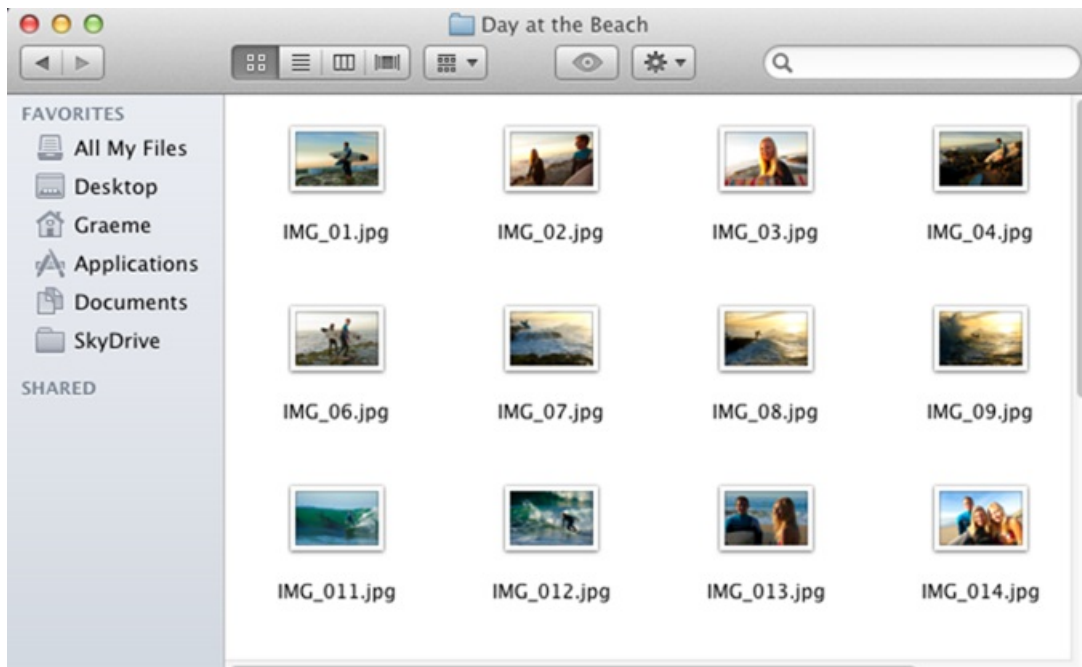 Day at the Beach
FAVORITES
All My Files
Desktop
Graeme
Applications
Documents
SkyDrive
SHARED
IMG_01.jpg IMG_02.jpg IMG_03.jpg IMG_04.jpg
IMG_06.jpg IMG_07.jpg IMG_08.jpg IMG_09.jpg
IMG_011.jpg IMG_012.jpg IMG_013.jpg IMG_014.jpg